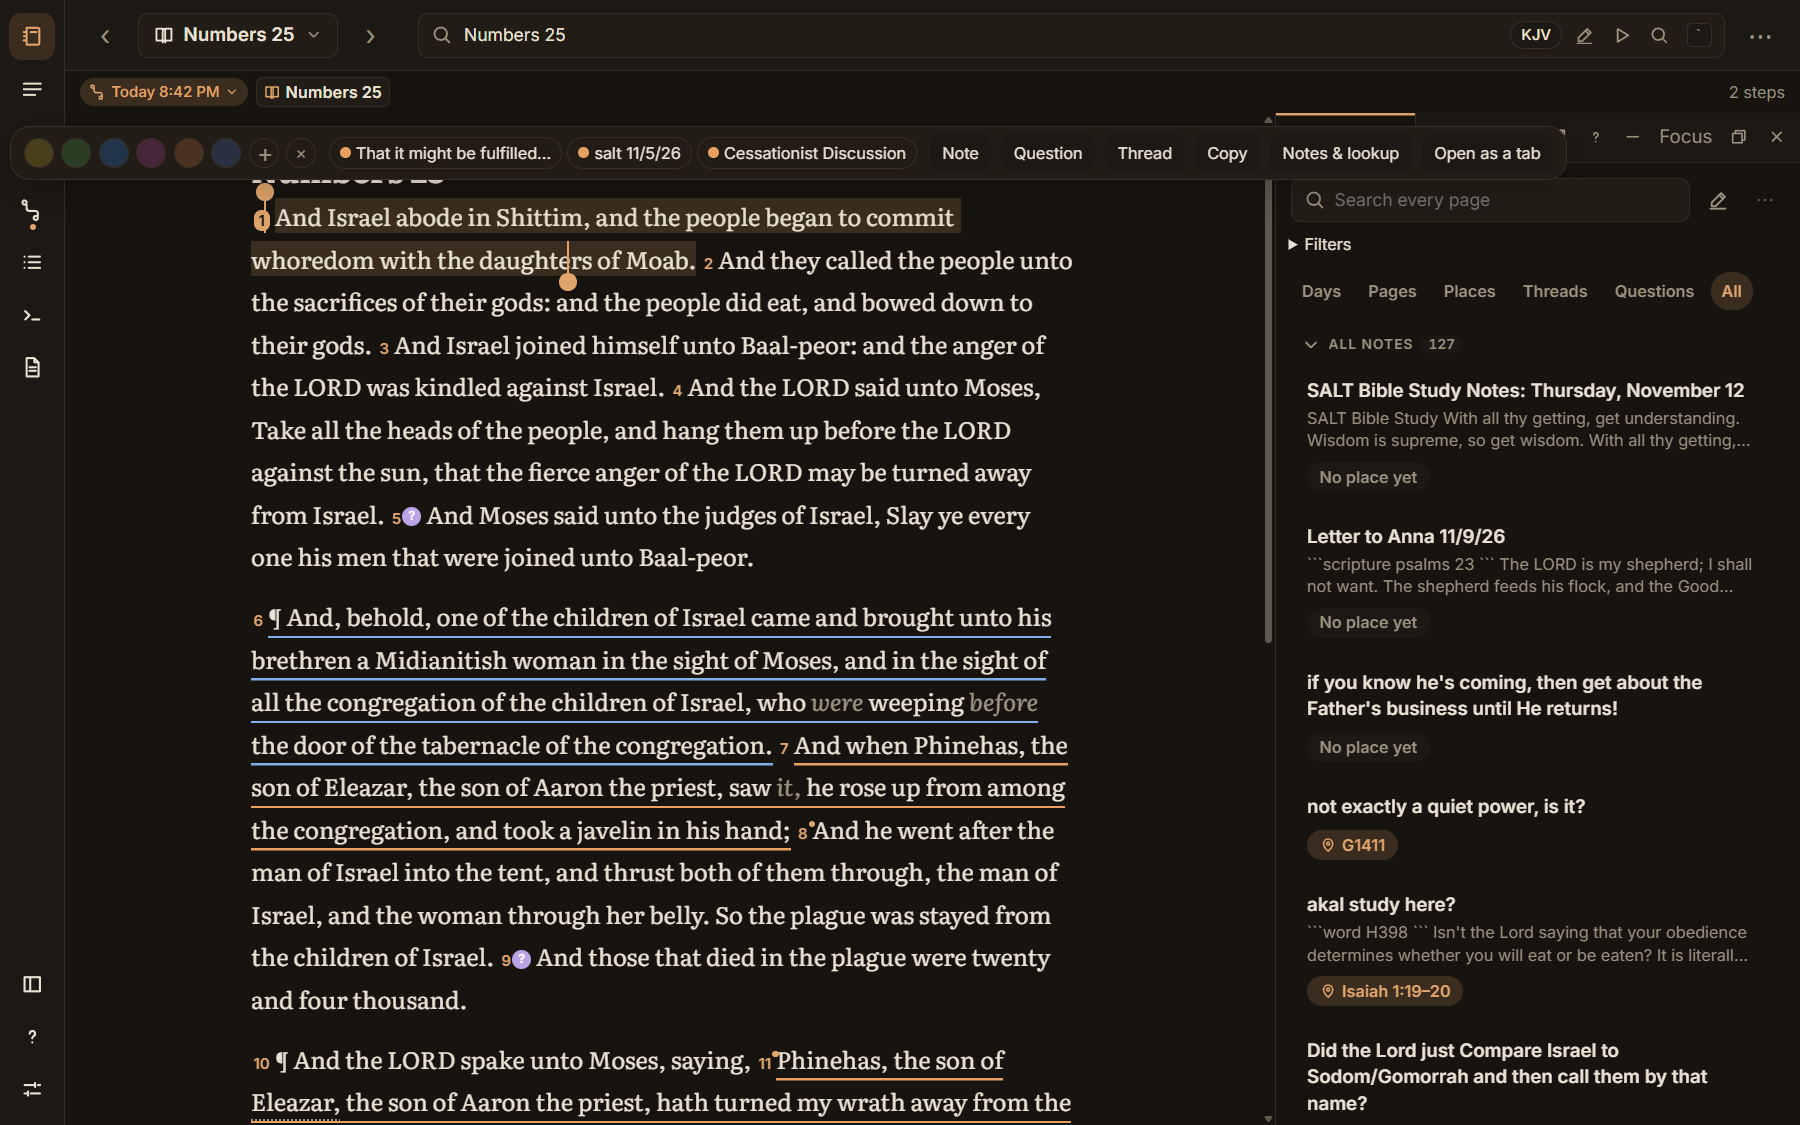 Numbers 25
Numbers 25
KJV
Today 8:42 PM
Numbers 25
2 steps
That it might be fulfilled...
salt 11/5/26
Cessationist Discussion
Note
Question
Thread
Copy
Notes & lookup
Open as a tab
?
Focus
1 And Israel abode in Shittim, and the people began to commit
whoredom with the daughters of Moab. 2 And they called the people unto
the sacrifices of their gods: and the people did eat, and bowed down to
their gods. 3 And Israel joined himself unto Baal-peor: and the anger of
the LORD was kindled against Israel. 4 And the LORD said unto Moses,
Take all the heads of the people, and hang them up before the LORD
against the sun, that the fierce anger of the LORD may be turned away
from Israel. 5 ? And Moses said unto the judges of Israel, Slay ye every
one his men that were joined unto Baal-peor.
6 ¶ And, behold, one of the children of Israel came and brought unto his
brethren a Midianitish woman in the sight of Moses, and in the sight of
all the congregation of the children of Israel, who were weeping before
the door of the tabernacle of the congregation. 7 And when Phinehas, the
son of Eleazar, the son of Aaron the priest, saw it, he rose up from among
the congregation, and took a javelin in his hand; 8 And he went after the
man of Israel into the tent, and thrust both of them through, the man of
Israel, and the woman through her belly. So the plague was stayed from
the children of Israel. 9 ? And those that died in the plague were twenty
and four thousand.
10 ¶ And the LORD spake unto Moses, saying, 11 Phinehas, the son of
Eleazar, the son of Aaron the priest, hath turned my wrath away from the
Search every page
Filters
Days
Pages
Places
Threads
Questions
All
ALL NOTES 127
SALT Bible Study Notes: Thursday, November 12
SALT Bible Study With all thy getting, get understanding.
Wisdom is supreme, so get wisdom. With all thy getting,...
No place yet
Letter to Anna 11/9/26
```scripture psalms 23 ``` The LORD is my shepherd; I shall
not want. The shepherd feeds his flock, and the Good...
No place yet
if you know he's coming, then get about the
Father's business until He returns!
No place yet
not exactly a quiet power, is it?
G1411
akal study here?
```word H398 ``` Isn't the Lord saying that your obedience
determines whether you will eat or be eaten? It is literall...
Isaiah 1:19–20
Did the Lord just Compare Israel to
Sodom/Gomorrah and then call them by that
name?
?